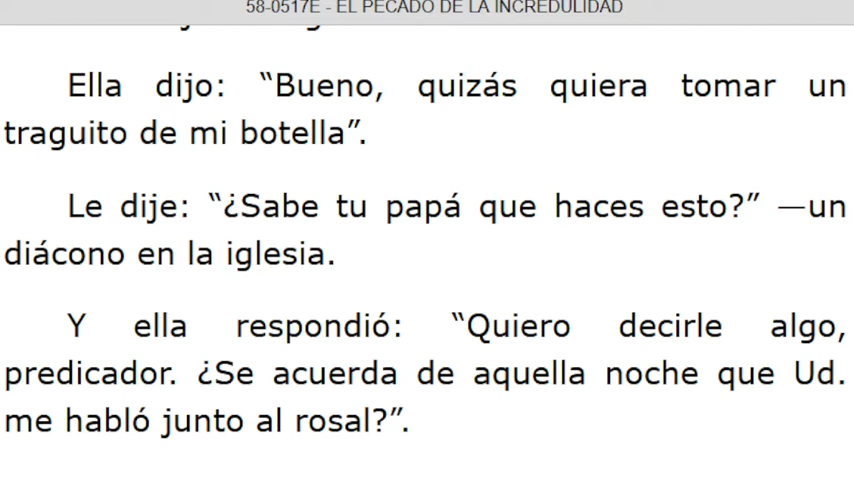 58-0517E - EL PECADO DE LA INCREDULIDAD
Ella dijo: “Bueno, quizás quiera tomar un
traguito de mi botella”.
Le dije: “¿Sabe tu papá que haces esto?” —un
diácono en la iglesia.
Y ella respondió: “Quiero decirle algo,
predicador. ¿Se acuerda de aquella noche que Ud.
me habló junto al rosal?”.